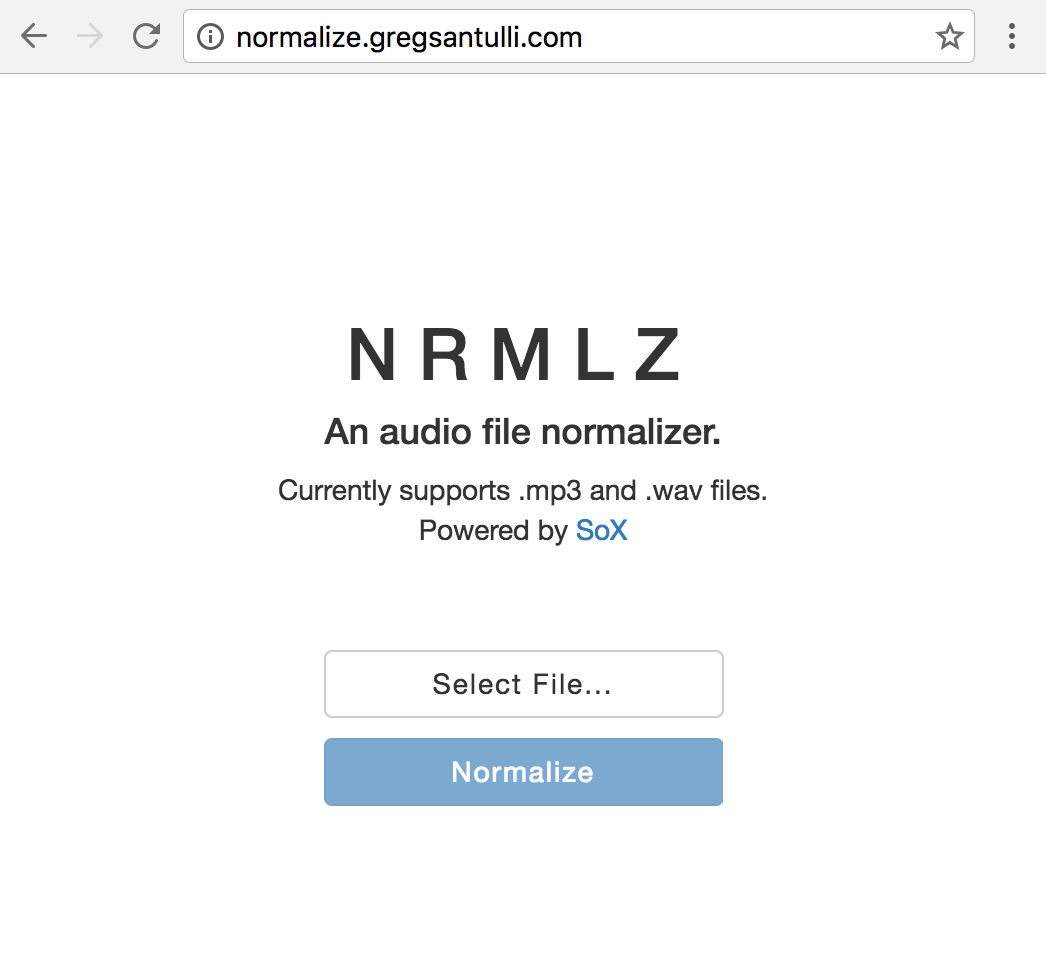 normalize.gregsantulli.com
N R M L Z
An audio file normalizer.
Currently supports .mp3 and .wav files.
Powered by SoX
Select File...
Normalize